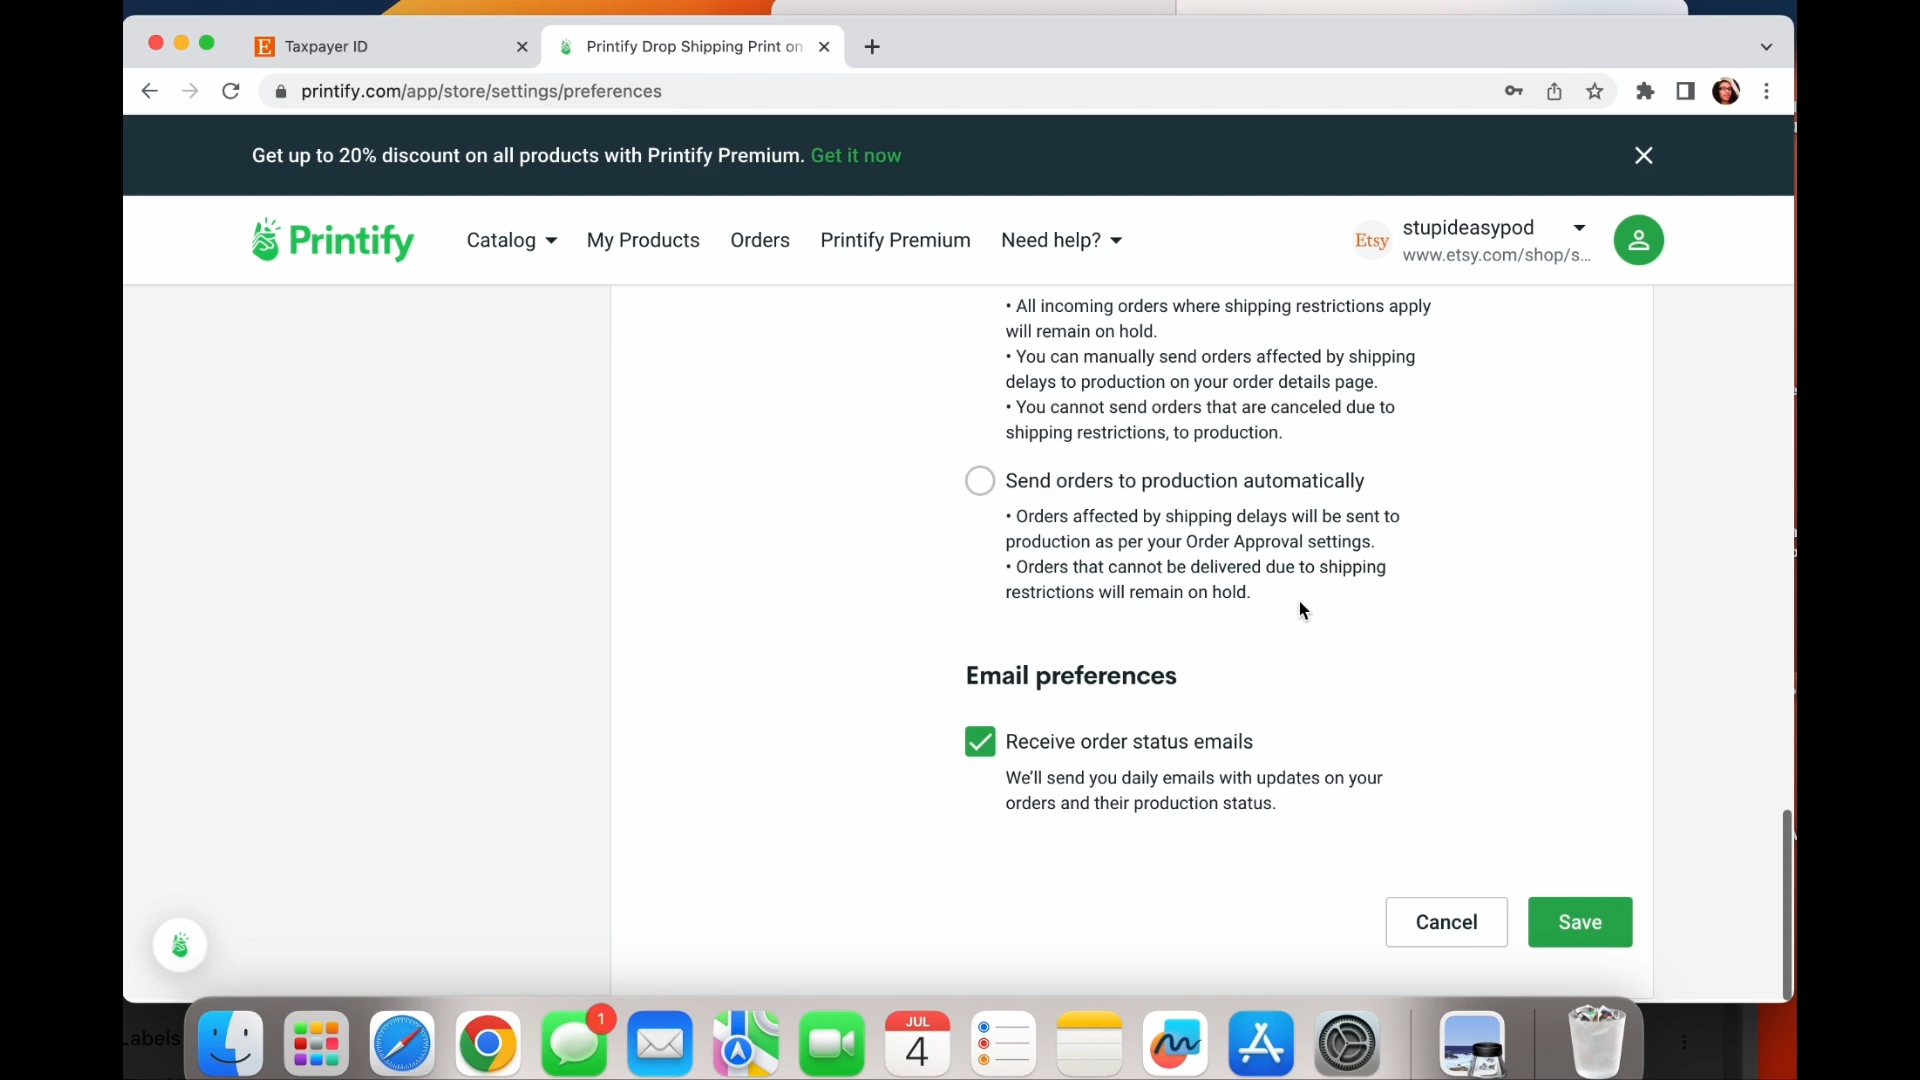 Taxpayer ID
Printify Drop Shipping Print on
printify.com/app/store/settings/preferences
Get up to 20% discount on all products with Printify Premium. Get it now
Printify
Catalog
My Products
Orders
Printify Premium
Need help?
Etsy
stupideasypod
www.etsy.com/shop/s...
• All incoming orders where shipping restrictions apply
will remain on hold.
• You can manually send orders affected by shipping
delays to production on your order details page.
• You cannot send orders that are canceled due to
shipping restrictions, to production.
Send orders to production automatically
• Orders affected by shipping delays will be sent to
production as per your Order Approval settings.
• Orders that cannot be delivered due to shipping
restrictions will remain on hold.
Email preferences
Receive order status emails
We'll send you daily emails with updates on your
orders and their production status.
Cancel
Save
1
JUL
4